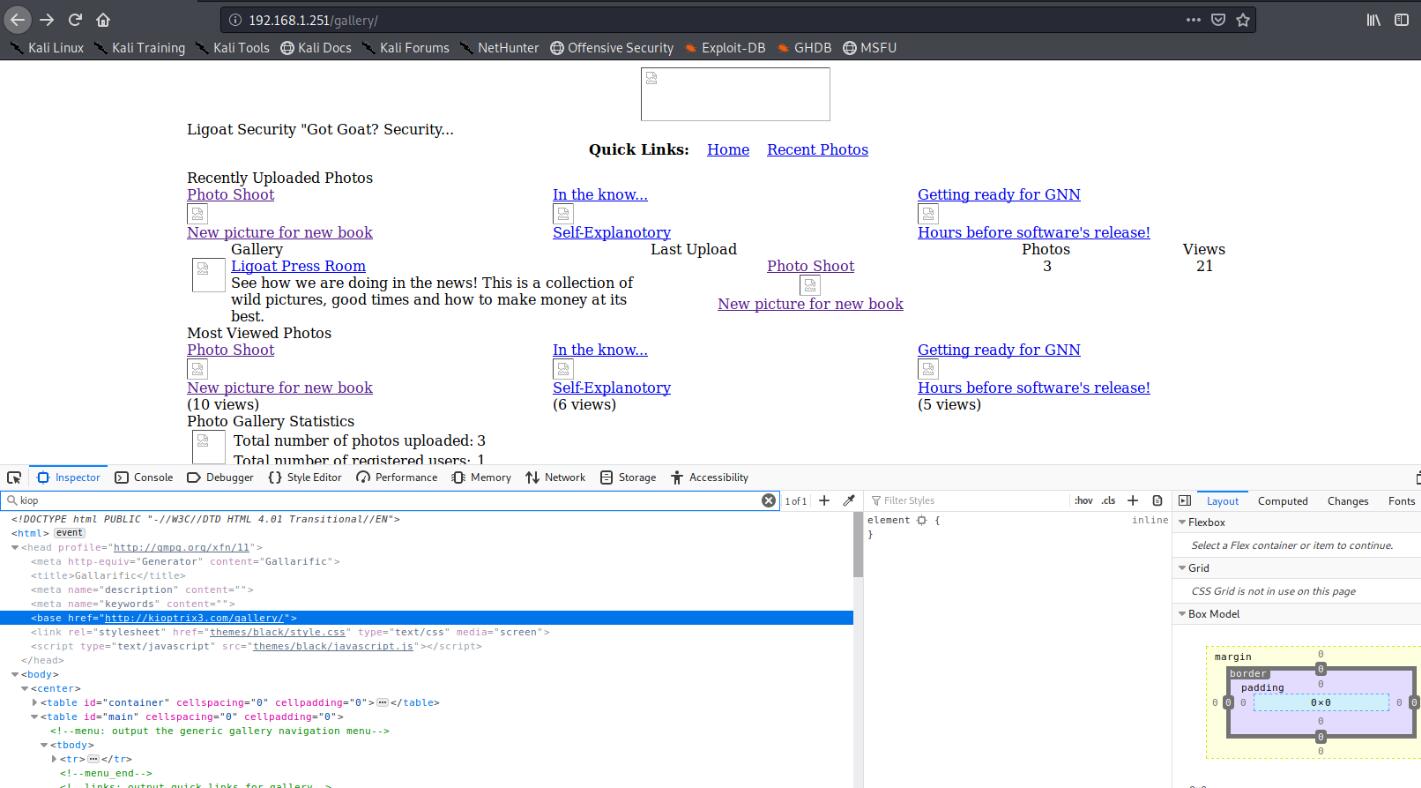 192.168.1.251/gallery/
Kali Linux Kali Training Kali Tools Kali Docs Kali Forums NetHunter Offensive Security Exploit-DB GHDB MSFU
Ligoat Security "Got Goat? Security...
Quick Links: Home Recent Photos
Recently Uploaded Photos
Photo Shoot In the know... Getting ready for GNN
New picture for new book Self-Explanotory Hours before software's release!
Gallery Last Upload Photos Views
Ligoat Press Room Photo Shoot 3 21
See how we are doing in the news! This is a collection of
wild pictures, good times and how to make money at its
New picture for new book
best.
Most Viewed Photos
Photo Shoot In the know... Getting ready for GNN
New picture for new book Self-Explanotory Hours before software's release!
(10 views) (6 views) (5 views)
Photo Gallery Statistics
Total number of photos uploaded: 3
Total number of registered users: 1
Inspector Console Debugger {} Style Editor Performance Memory Network Storage Accessibility
kiop 1 of 1 + Filter Styles :hov .cls + Layout Computed Changes Fonts
<!DOCTYPE html PUBLIC "-//W3C//DTD HTML 4.01 Transitional//EN">
<html> event
<head profile="http://gmpg.org/xfn/11">
<meta http-equiv="Generator" content="Gallarific">
<title>Gallarific</title>
<meta name="description" content="">
<meta name="keywords" content="">
<base href="http://kioptrix3.com/gallery/">
<link rel="stylesheet" href="themes/black/style.css" type="text/css" media="screen">
<script type="text/javascript" src="themes/black/javascript.js"></script>
</head>
<body>
<center>
<table id="container" cellspacing="0" cellpadding="0">…</table>
<table id="main" cellspacing="0" cellpadding="0">
<!--menu: output the generic gallery navigation menu-->
<tbody>
<tr>…</tr>
<!--menu_end-->
<!--links: output quick links for gallery-->
element { inline
}
Flexbox
Select a Flex container or item to continue.
Grid
CSS Grid is not in use on this page
Box Model
margin 0
border 0
padding 0
0 0 0 0×0 0 0 0
0
0
0